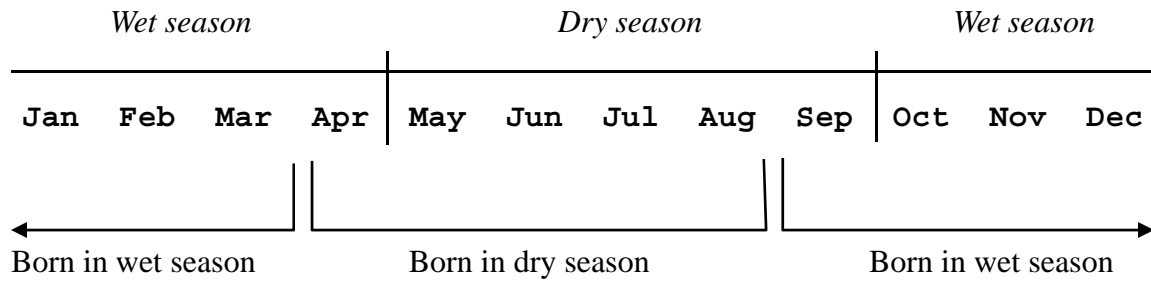 Wet season Dry season Wet season
Jan Feb Mar Apr May Jun Jul Aug Sep Oct Nov Dec
Born in wet season Born in dry season Born in wet season